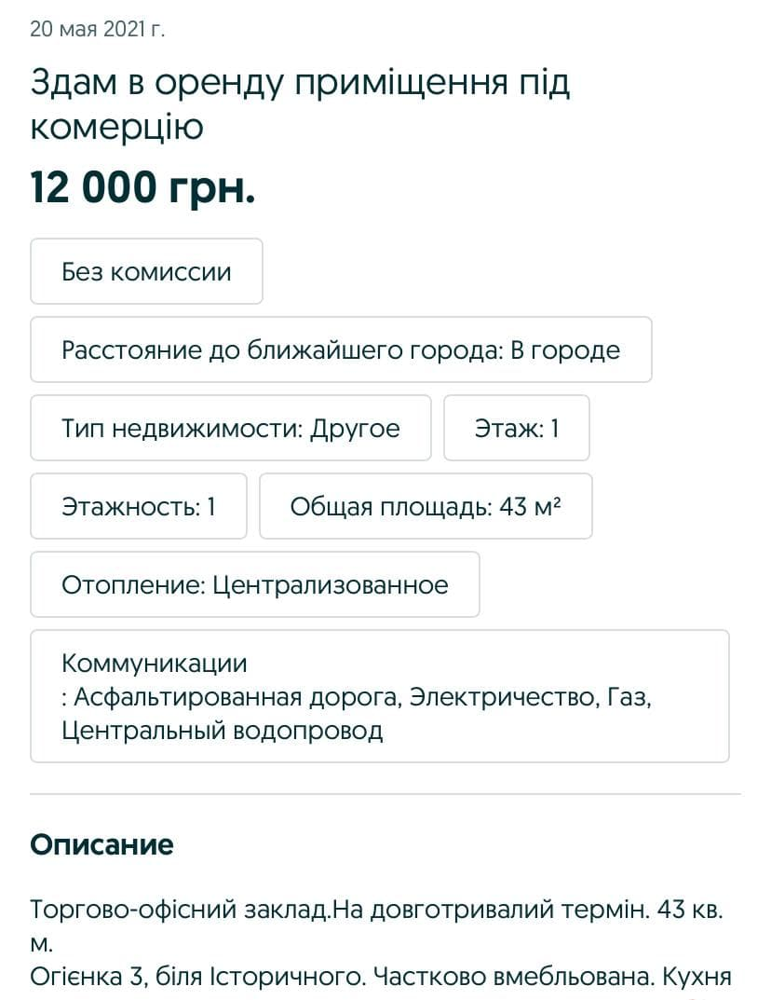 20 мая 2021 г.
Здам в оренду приміщення під
комерцію
12 000 грн.
Без комиссии
Расстояние до ближайшего города: В городе
Тип недвижимости: Другое
Этаж: 1
Этажность: 1
Общая площадь: 43 м²
Отопление: Централизованное
Коммуникации
: Асфальтированная дорога, Электричество, Газ,
Центральный водопровод
Описание
Торгово-офісний заклад.На довготривалий термін. 43 кв.
м.
Огієнка 3, біля Історичного. Частково вмебльована. Кухня